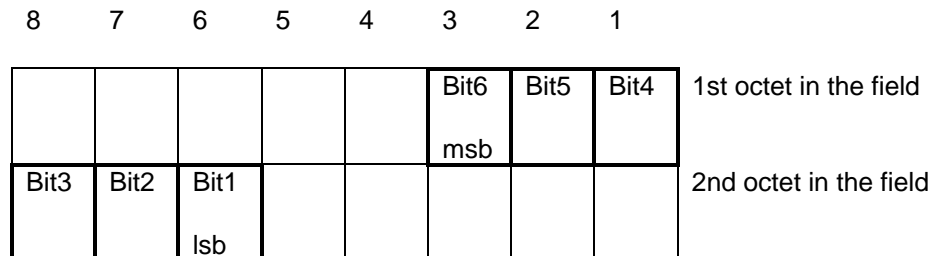 8 7 6 5 4 3 2 1
Bit6 Bit5 Bit4 1st octet in the field
msb
Bit3 Bit2 Bit1 2nd octet in the field
lsb